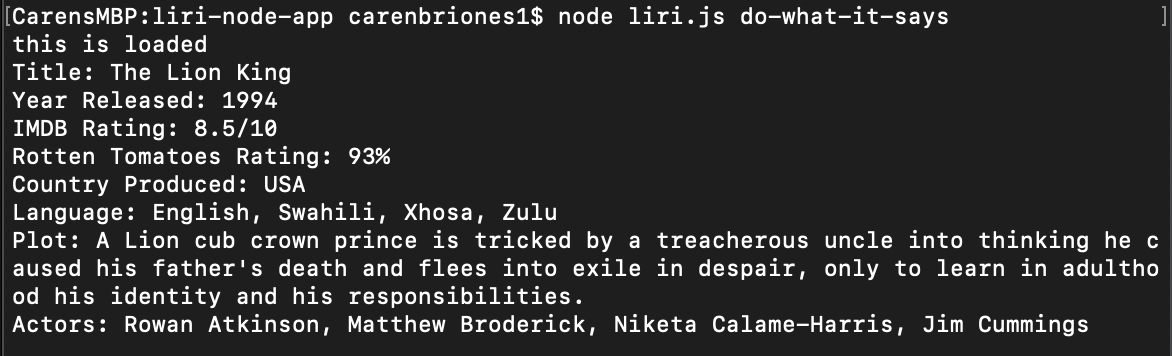 [CarensMBP:liri-node-app carenbriones1$ node liri.js do-what-it-says ]
this is loaded
Title: The Lion King
Year Released: 1994
IMDB Rating: 8.5/10
Rotten Tomatoes Rating: 93%
Country Produced: USA
Language: English, Swahili, Xhosa, Zulu
Plot: A Lion cub crown prince is tricked by a treacherous uncle into thinking he c
aused his father's death and flees into exile in despair, only to learn in adultho
od his identity and his responsibilities.
Actors: Rowan Atkinson, Matthew Broderick, Niketa Calame-Harris, Jim Cummings